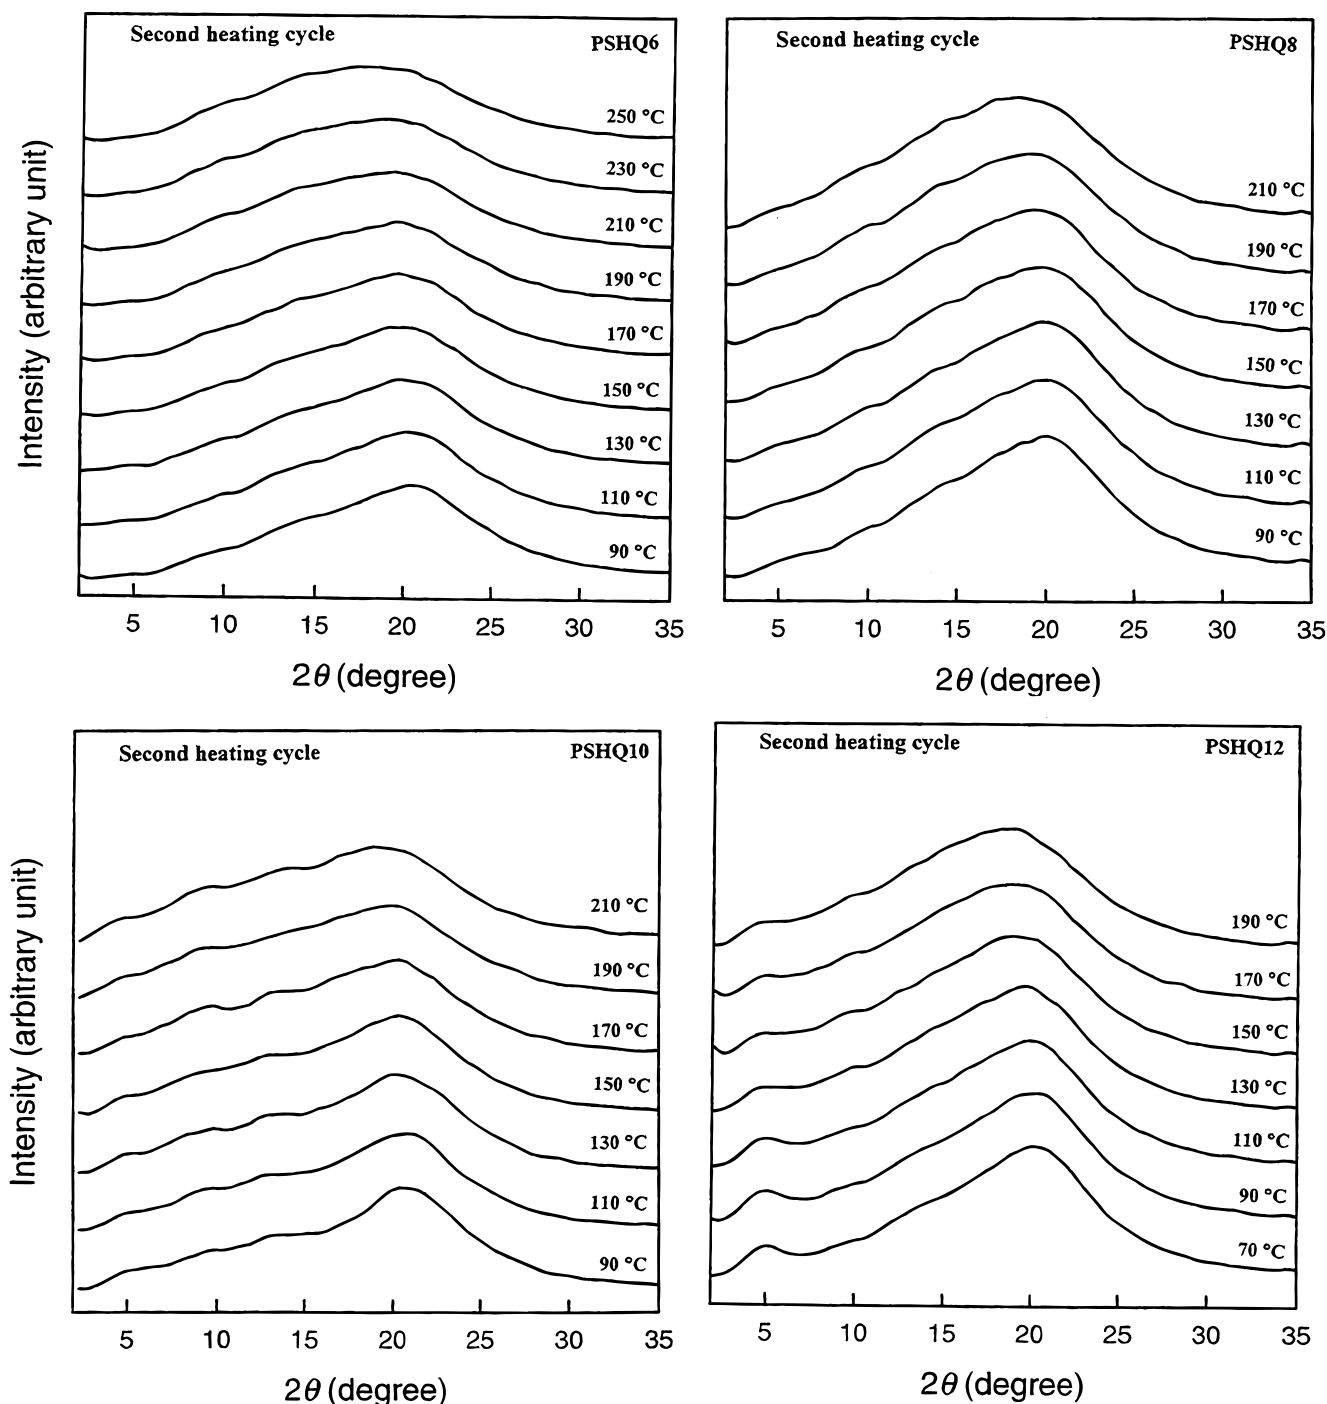 Second heating cycle PSHQ6
250 °C
230 °C
210 °C
190 °C
170 °C
150 °C
130 °C
110 °C
90 °C
5 10 15 20 25 30 35
2θ (degree)
Intensity (arbitrary unit)
Second heating cycle PSHQ8
210 °C
190 °C
170 °C
150 °C
130 °C
110 °C
90 °C
5 10 15 20 25 30 35
2θ (degree)
Second heating cycle PSHQ10
210 °C
190 °C
170 °C
150 °C
130 °C
110 °C
90 °C
5 10 15 20 25 30 35
2θ (degree)
Intensity (arbitrary unit)
Second heating cycle PSHQ12
190 °C
170 °C
150 °C
130 °C
110 °C
90 °C
70 °C
5 10 15 20 25 30 35
2θ (degree)